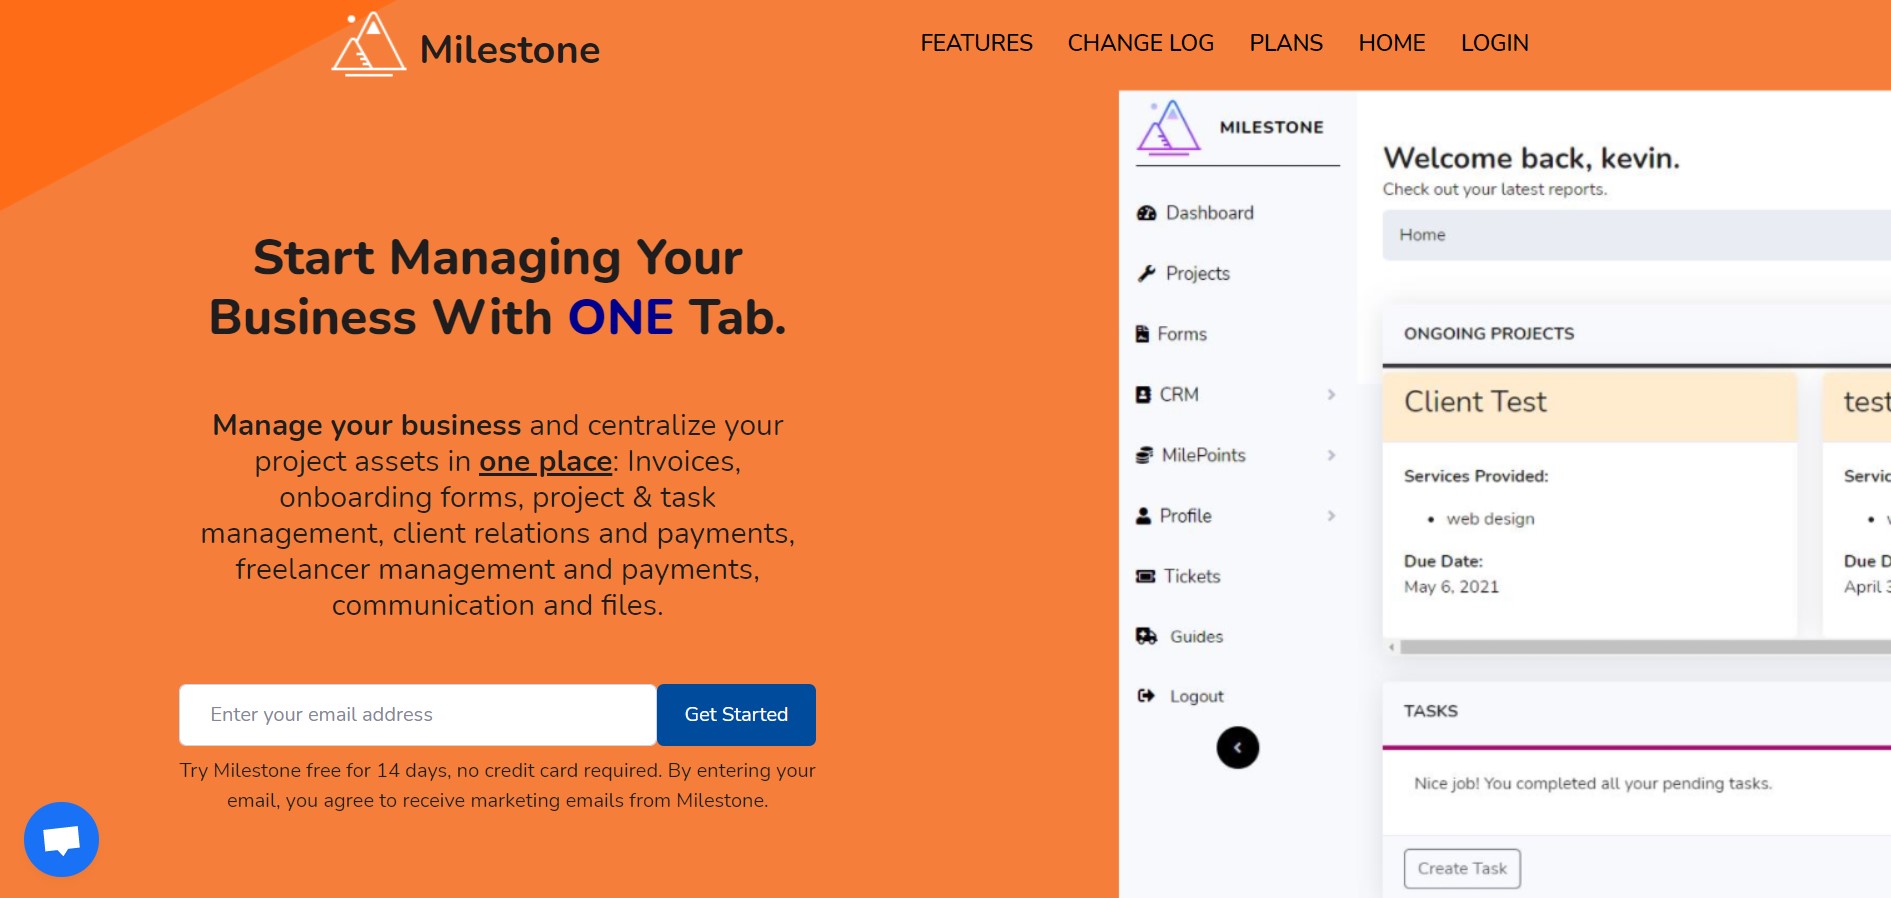 Milestone
FEATURES CHANGE LOG PLANS HOME LOGIN
Start Managing Your
Business With ONE Tab.
Manage your business and centralize your
project assets in one place: Invoices,
onboarding forms, project & task
management, client relations and payments,
freelancer management and payments,
communication and files.
Enter your email address
Get Started
Try Milestone free for 14 days, no credit card required. By entering your
email, you agree to receive marketing emails from Milestone.
MILESTONE
Dashboard
Projects
Forms
CRM
MilePoints
Profile
Tickets
Guides
Logout
Welcome back, kevin.
Check out your latest reports.
Home
ONGOING PROJECTS
Client Test
Services Provided:
• web design
Due Date:
May 6, 2021
test
TASKS
Nice job! You completed all your pending tasks.
Create Task